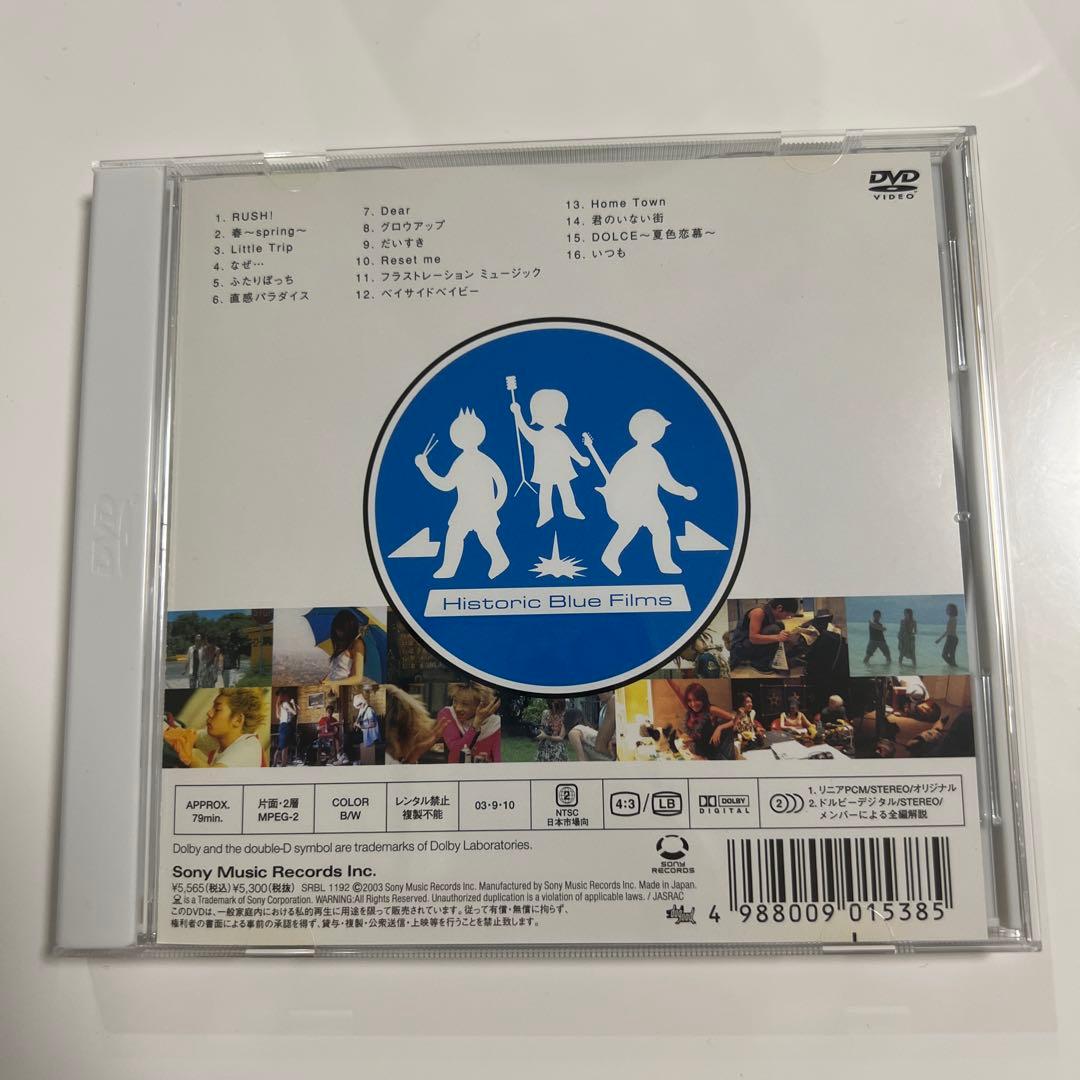 DVD
VIDEO
1. RUSH!
2. 春〜spring〜
3. Little Trip
4. なぜ…
5. ふたりぼっち
6. 直感パラダイス
7. Dear
8. グロウアップ
9. だいすき
10. Reset me
11. フラストレーション ミュージック
12. ベイサイドベイビー
13. Home Town
14. 君のいない街
15. DOLCE〜夏色恋慕〜
16. いつも
DVD
Historic Blue Films
APPROX.
79min.
片面・2層
MPEG-2
COLOR
B/W
レンタル禁止
複製不能
03・9・10
2
NTSC
日本市場向
4:3/LB
DOLBY
DIGITAL
2
1. リニアPCM/STEREO/オリジナル
2. ドルビーデジタル/STEREO/
メンバーによる全編解説
Dolby and the double-D symbol are trademarks of Dolby Laboratories.
Sony Music Records Inc.
¥5,565(税込)¥5,300(税抜) SRBL 1192 Ⓒ2003 Sony Music Records Inc. Manufactured by Sony Music Records Inc. Made in Japan.
is a Trademark of Sony Corporation. WARNING:All Rights Reserved. Unauthorized duplication is a violation of applicable laws. / JASRAC
このDVDは、一般家庭内における私的再生に用途を限って販売されています。従って有償・無償に拘らず、
権利者の書面による事前の承認を得ず、貸与・複製・公衆送信・上映等を行うことを禁止致します。
SONY
RECORDS
4 988009 015385